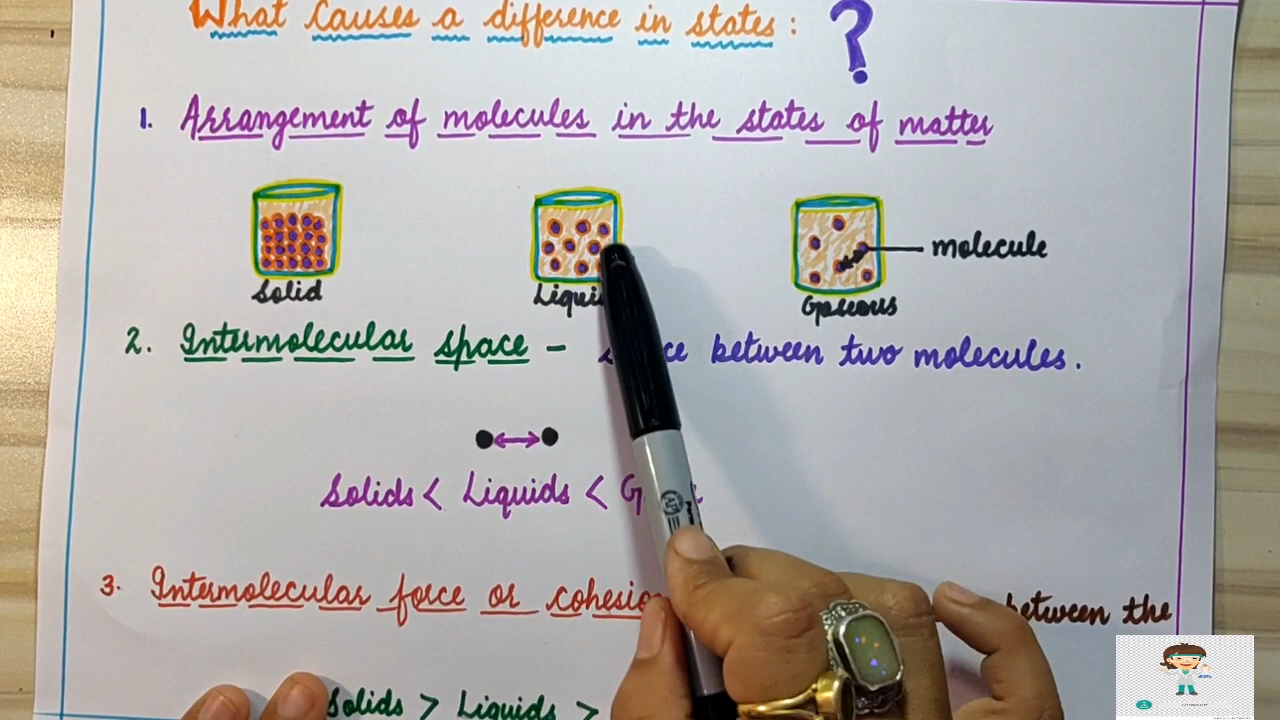 What causes a difference in states : ?
1. Arrangement of molecules in the states of matter
Solid
molecule
Gaseous
2. Intermolecular space - between two molecules.
Solids < Liquids <
3. Intermolecular force or between the
Solids > Liquids >